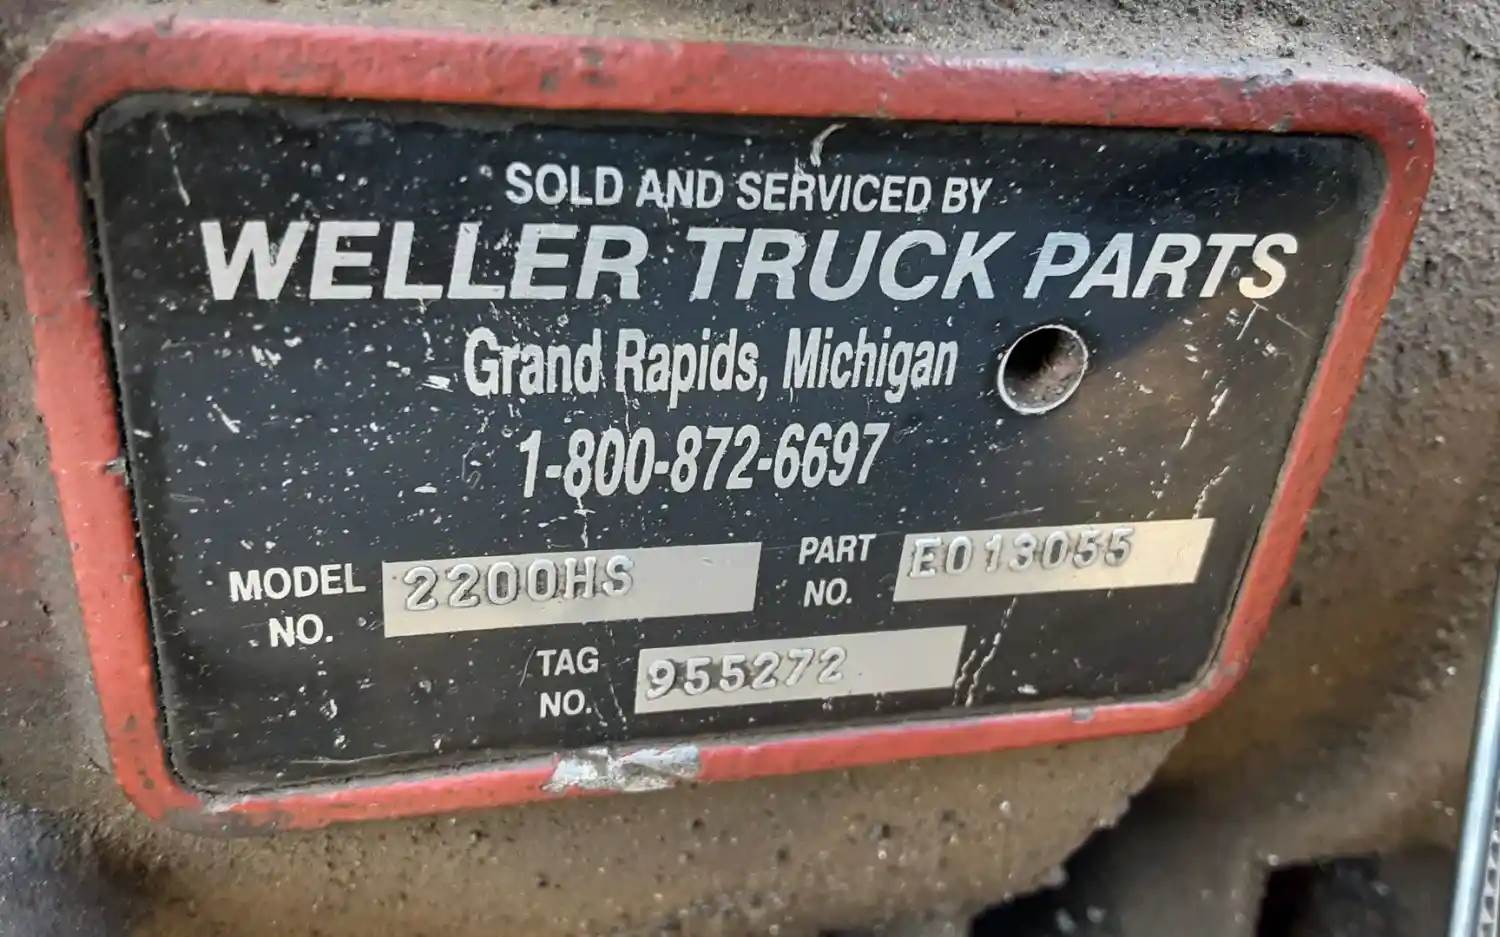 SOLD AND SERVICED BY
WELLER TRUCK PARTS
Grand Rapids, Michigan
1-800-872-6697
MODEL NO. 2200HS
PART NO. E013055
TAG NO. 955272